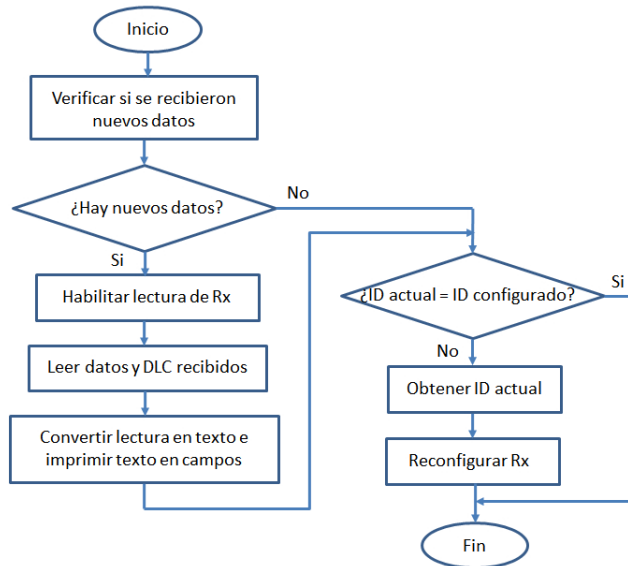 Inicio
Verificar si se recibieron
nuevos datos
¿Hay nuevos datos?
No
Si
Habilitar lectura de Rx
Leer datos y DLC recibidos
Convertir lectura en texto e
imprimir texto en campos
¿ID actual = ID configurado?
Si
No
Obtener ID actual
Reconfigurar Rx
Fin